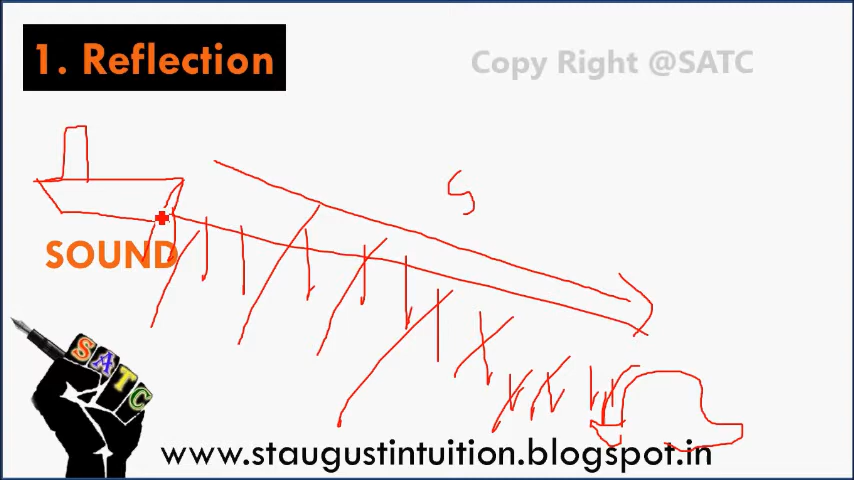 1. Reflection
Copy Right @SATC
S
SOUND
SATC
www.staugustintuition.blogspot.in